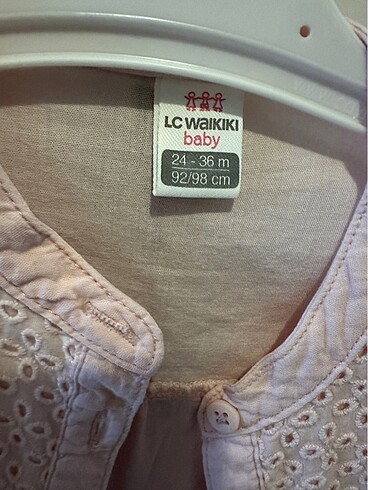 LC WAIKIKI
baby
24 - 36 m
92/98 cm